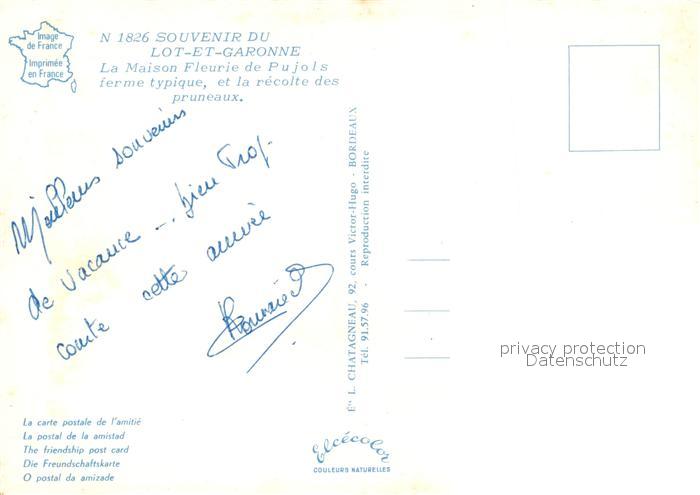 Image
de France
Imprimée
en France
N 1826 SOUVENIR DU
LOT-ET-GARONNE
La Maison Fleurie de Pujols
ferme typique, et la récolte des
pruneaux.
Meilleurs souvenirs
de vacance -.. bien trop
courte cette année
Éts L. CHATAGNEAU, 92, cours Victor-Hugo - BORDEAUX
Tél. 91.57.96 - Reproduction interdite
privacy protection
Datenschutz
La carte postale de l'amitié
La postal de la amistad
The friendship post card
Die Freundschaftskarte
O postal da amizade
Elcécolor
COULEURS NATURELLES